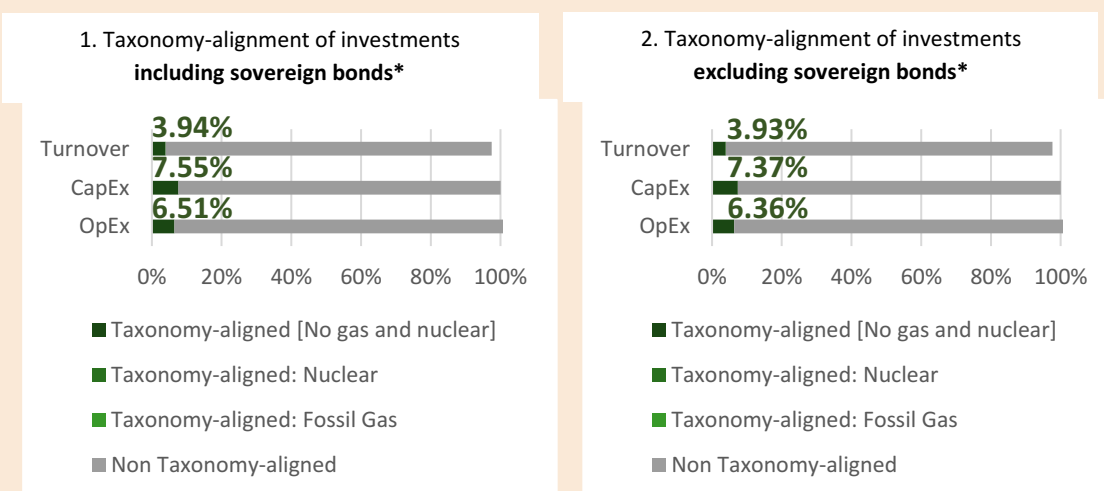 1. Taxonomy-alignment of investments
including sovereign bonds*
3.94%
Turnover
7.55%
CapEx
6.51%
OpEx
0% 20% 40% 60% 80% 100%
Taxonomy-aligned [No gas and nuclear]
Taxonomy-aligned: Nuclear
Taxonomy-aligned: Fossil Gas
Non Taxonomy-aligned
2. Taxonomy-alignment of investments
excluding sovereign bonds*
3.93%
Turnover
7.37%
CapEx
6.36%
OpEx
0% 20% 40% 60% 80% 100%
Taxonomy-aligned [No gas and nuclear]
Taxonomy-aligned: Nuclear
Taxonomy-aligned: Fossil Gas
Non Taxonomy-aligned